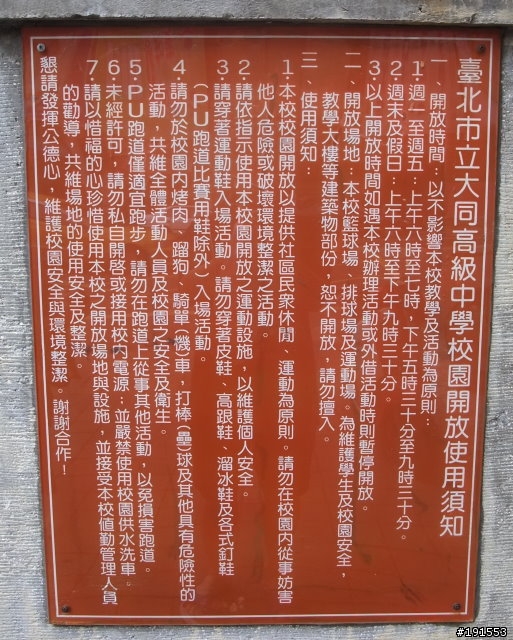 臺北市立大同高級中學校園開放使用須知
一、開放時間：以不影響本校教學及活動為原則：
1．週一至週五：上午六時至七時，下午五時三十分至九時三十分。
2．週末及假日：上午六時至下午九時三十分。
3．以上開放時間如遇本校辦理活動或外借活動時則暫停開放。
二、開放場地：本校籃球場、排球場及運動場。為維護學生及校園安全，
教學大樓等建築物部份，恕不開放，請勿擅入。
三、使用須知：
1．本校校園開放以提供社區民眾休閒、運動為原則。請勿在校園內從事妨害
他人危險或破壞環境整潔之活動。
2．請依指示使用本校園開放之運動設施，以維護個人安全。
3．請穿著運動鞋入場活動。請勿穿著皮鞋、高跟鞋、溜冰鞋及各式釘鞋
（PU跑道比賽用鞋除外）入場活動。
4．請勿於校園內烤肉、蹓狗、騎單（機）車，打棒（壘）球及其他具有危險性的
活動，共維全體活動人員及校園之安全及衛生。
5．PU跑道僅適宜跑步，請勿在跑道上從事其他活動，以免損害跑道。
6．未經許可，請勿私自開啓或接用校內電源；並嚴禁使用校園供水洗車。
7．請以惜福的心珍惜使用本校之開放場地與設施，並接受本校值勤管理人員
的勸導，共維場地的使用安全及整潔。
懇請發揮公德心，維護校園安全與環境整潔。謝謝合作！
#191553